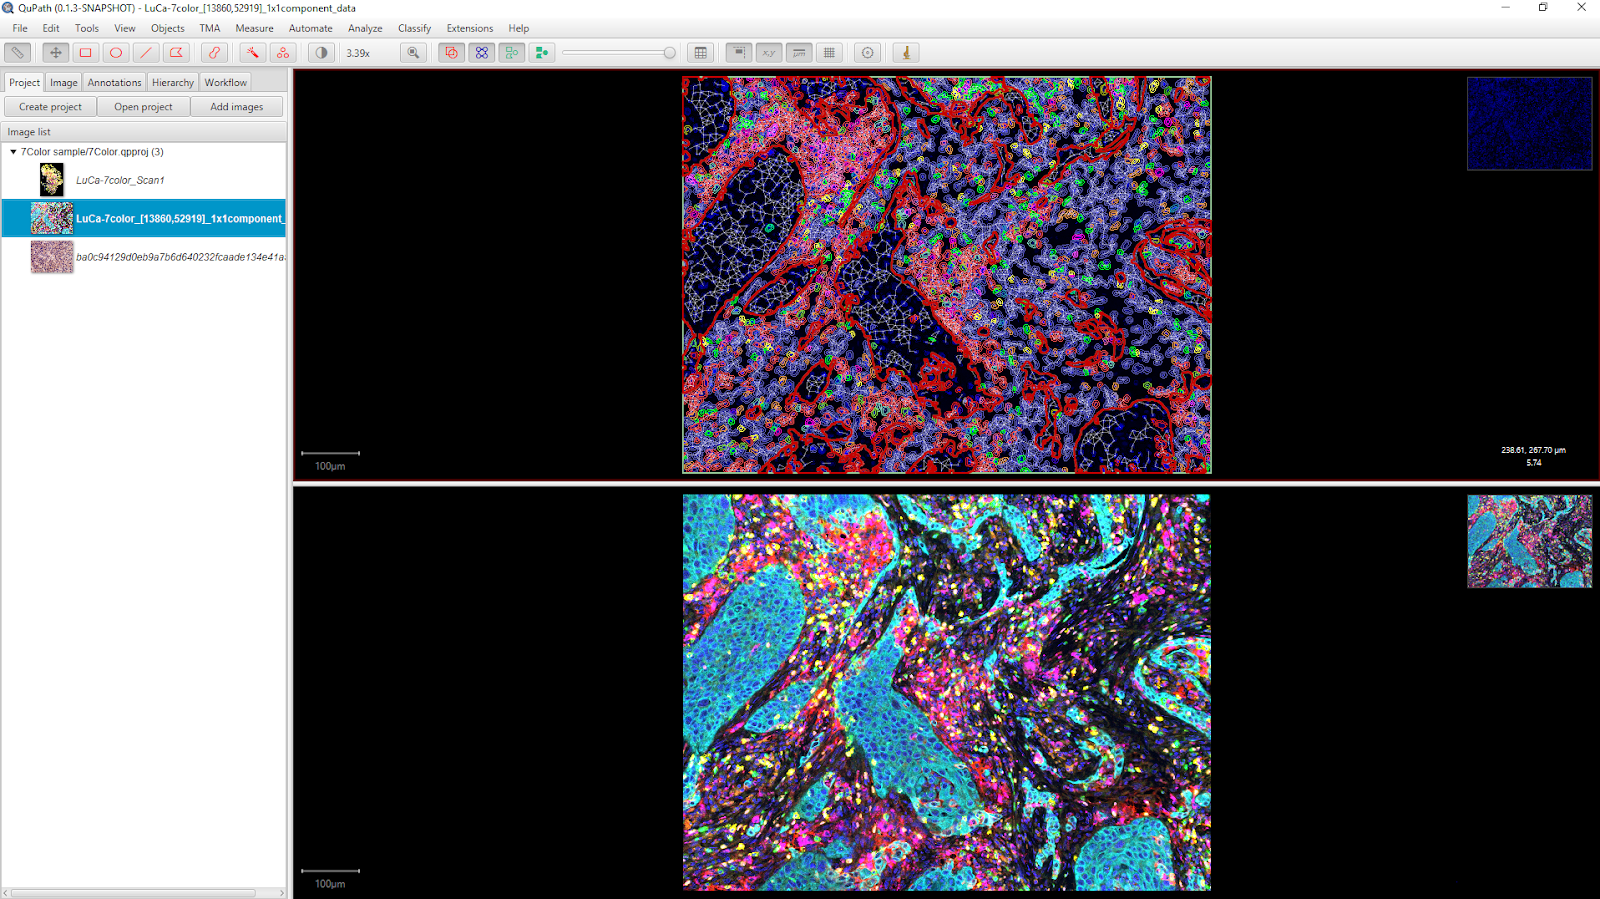 QuPath (0.1.3-SNAPSHOT) - LuCa-7color_[13860,52919]_1x1component_data
File Edit Tools View Objects TMA Measure Automate Analyze Classify Extensions Help
3.39x x,y μm
Project Image Annotations Hierarchy Workflow
Create project Open project Add images
Image list
7Color sample/7Color.qpproj (3)
LuCa-7color_Scan1
LuCa-7color_[13860,52919]_1x1component_
ba0c94129d0eb9a7b6d640232fcaade134e41a
100μm
238.61, 267.70 μm
5.74
100μm